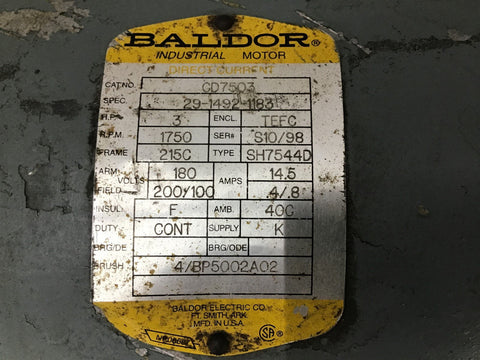 BALDOR®
INDUSTRIAL MOTOR
DIRECT CURRENT
CAT.NO. CD7503
SPEC. 29-1492-1183
H.P. 3 ENCL. TEFC
R.P.M. 1750 SER# S10/98
FRAME 215C TYPE SH7544D
ARM. VOLTS 180 AMPS 14.5
FIELD 200/100 .4/.8
INSUL F AMB. 40C
DUTY CONT SUPPLY K
BRG/DE BRG/ODE
BRUSH 4/BP5002A02
BALDOR ELECTRIC CO.
FT. SMITH, ARK.
MFD. IN U.S.A.
SA®